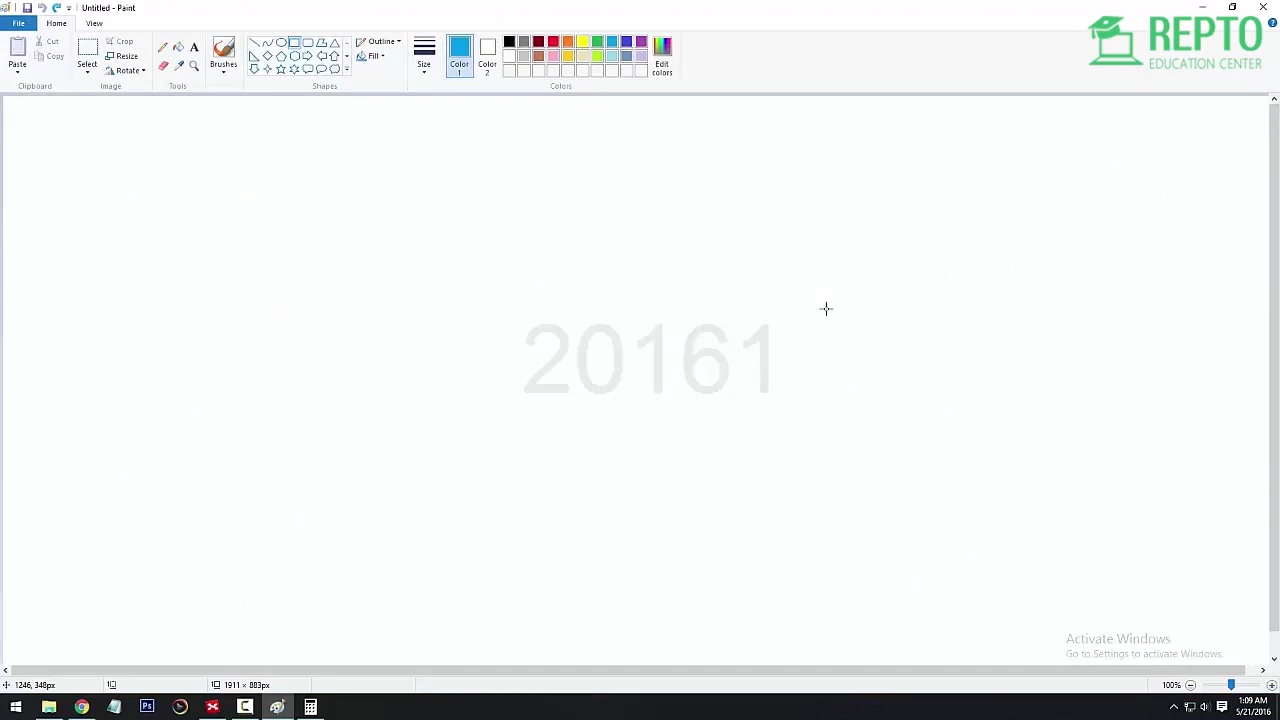 Untitled - Paint
File Home View
Paste
Cut
Copy
Clipboard
Select
Crop
Resize
Rotate
Image
A
Tools
Brushes
Outline
Fill
Shapes
Size
Color 1
Color 2
Edit colors
Colors
REPTO
EDUCATION CENTER
20161
Activate Windows
Go to Settings to activate Windows.
1246, 348px
1911 × 883px
100%
Ps
1:09 AM
5/21/2016